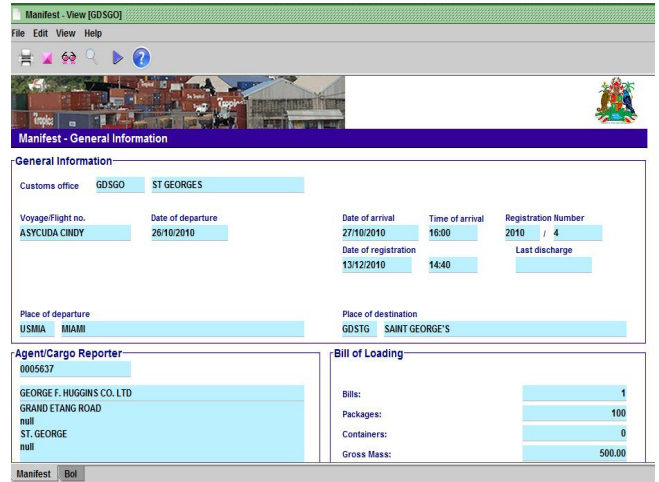 Manifest - View [GDSGO]
File Edit View Help
Tropics
Tropical
Manifest - General Information
General Information
Customs office GDSGO ST GEORGES
Voyage/Flight no. Date of departure Date of arrival Time of arrival Registration Number
ASYCUDA CINDY 26/10/2010 27/10/2010 16:00 2010 / 4
Date of registration Last discharge
13/12/2010 14:40
Place of departure Place of destination
USMIA MIAMI GDSTG SAINT GEORGE'S
Agent/Cargo Reporter
0005637
GEORGE F. HUGGINS CO. LTD
GRAND ETANG ROAD
null
ST. GEORGE
null
Bill of Loading
Bills: 1
Packages: 100
Containers: 0
Gross Mass: 500.00
Manifest Bol